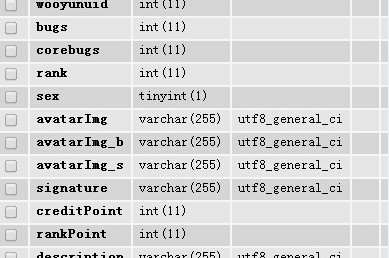 wooyunuid int(11)
bugs int(11)
corebugs int(11)
rank int(11)
sex tinyint(1)
avatarImg varchar(255) utf8_general_ci
avatarImg_b varchar(255) utf8_general_ci
avatarImg_s varchar(255) utf8_general_ci
signature varchar(255) utf8_general_ci
creditPoint int(11)
rankPoint int(11)
description varchar(255) utf8_general_ci